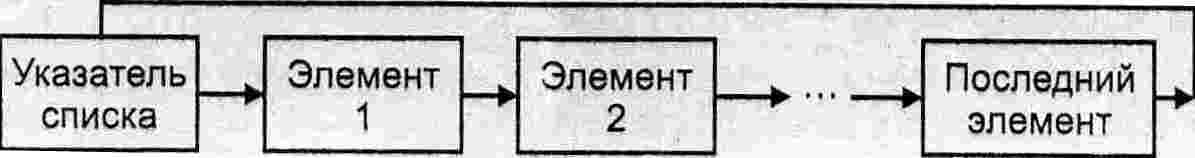 Указатель
списка
Элемент
1
Элемент
2
...
Последний
элемент